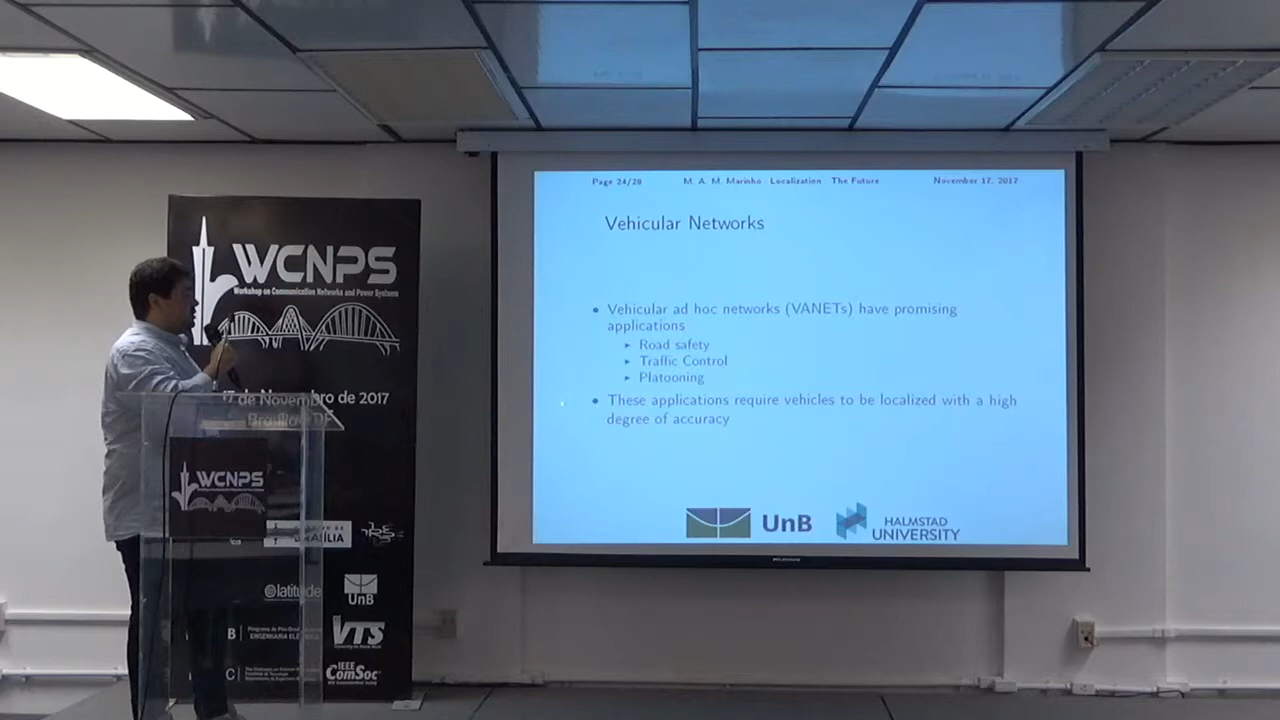 Page 24/28
M. A. M. Marinho
Localization
The Future
November 17, 2017
Vehicular Networks
• Vehicular ad hoc networks (VANETs) have promising
applications
▸ Road safety
▸ Traffic Control
▸ Platooning
• These applications require vehicles to be localized with a high
degree of accuracy
UnB
HALMSTAD
UNIVERSITY
WCNPS
Workshop on Communication Networks and Power Systems
17 de Novembro de 2017
WCNPS
latitude
UnB
VTS
IEEE
ComSoc